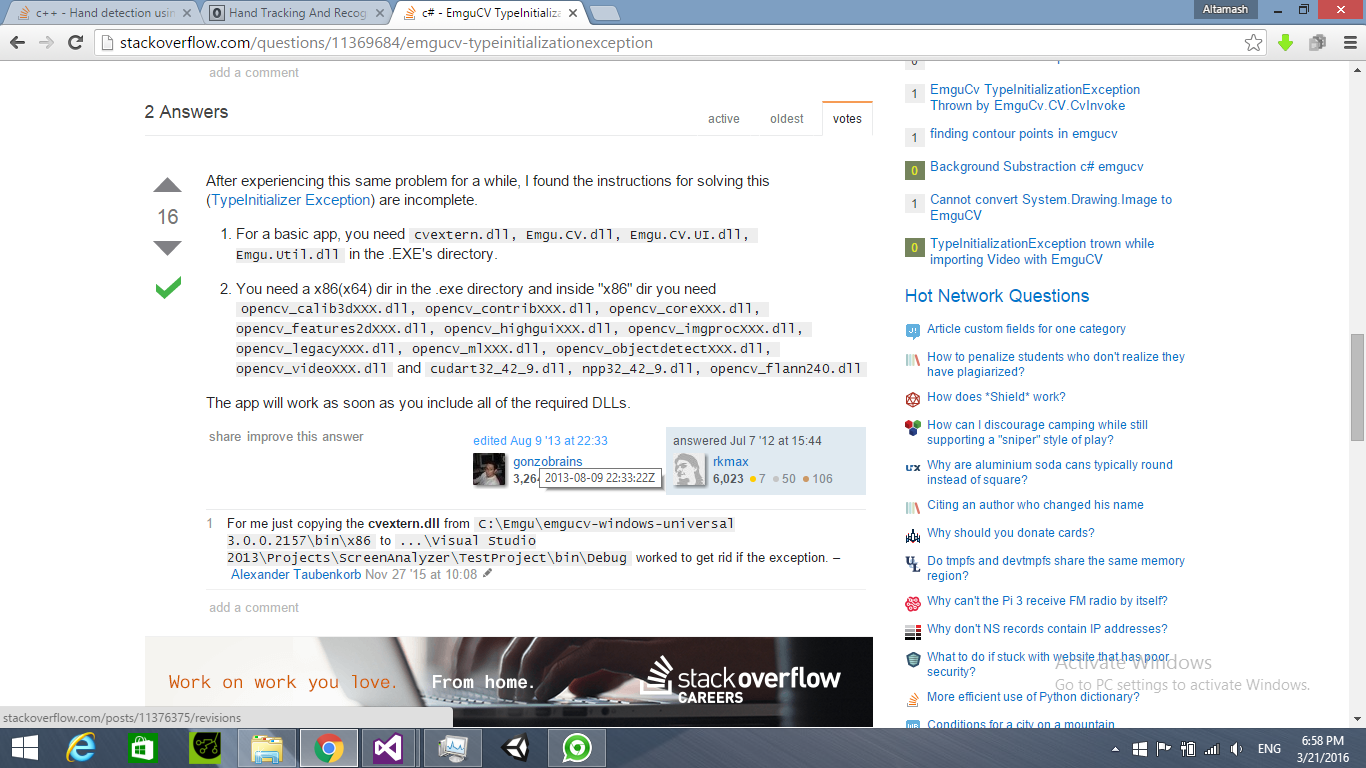 c++ - Hand detection usin
Hand Tracking And Recog
c# - EmguCV TypeInitializa
Altamash
stackoverflow.com/questions/11369684/emgucv-typeinitializationexception
add a comment
2 Answers
active
oldest
votes
16
After experiencing this same problem for a while, I found the instructions for solving this
(TypeInitializer Exception) are incomplete.
1. For a basic app, you need cvextern.dll, Emgu.CV.dll, Emgu.CV.UI.dll,
Emgu.Util.dll in the .EXE's directory.
2. You need a x86(x64) dir in the .exe directory and inside "x86" dir you need
opencv_calib3dXXX.dll, opencv_contribXXX.dll, opencv_coreXXX.dll,
opencv_features2dXXX.dll, opencv_highguiXXX.dll, opencv_imgprocXXX.dll,
opencv_legacyXXX.dll, opencv_mlXXX.dll, opencv_objectdetectXXX.dll,
opencv_videoXXX.dll and cudart32_42_9.dll, npp32_42_9.dll, opencv_flann240.dll
The app will work as soon as you include all of the required DLLs.
share improve this answer
edited Aug 9 '13 at 22:33
gonzobrains
3,264
2013-08-09 22:33:22Z
answered Jul 7 '12 at 15:44
rkmax
6,023 7 50 106
1
For me just copying the cvextern.dll from C:\Emgu\emgucv-windows-universal
3.0.0.2157\bin\x86 to ...\Visual Studio
2013\Projects\ScreenAnalyzer\TestProject\bin\Debug worked to get rid if the exception. –
Alexander Taubenkorb Nov 27 '15 at 10:08
add a comment
Work on work you love. From home.
stackoverflow
CAREERS
stackoverflow.com/posts/11376375/revisions
0
1 EmguCv TypeInitializationException
Thrown by EmguCv.CV.CvInvoke
1 finding contour points in emgucv
0 Background Substraction c# emgucv
1 Cannot convert System.Drawing.Image to
EmguCV
0 TypeInitializationException trown while
importing Video with EmguCV
Hot Network Questions
Article custom fields for one category
How to penalize students who don't realize they
have plagiarized?
How does *Shield* work?
How can I discourage camping while still
supporting a "sniper" style of play?
Why are aluminium soda cans typically round
instead of square?
Citing an author who changed his name
Why should you donate cards?
Do tmpfs and devtmpfs share the same memory
region?
Why can't the Pi 3 receive FM radio by itself?
Why don't NS records contain IP addresses?
What to do if stuck with website that has poor
security?
More efficient use of Python dictionary?
Conditions for a city on a mountain
Activate Windows
Go to PC settings to activate Windows.
ENG
6:58 PM
3/21/2016